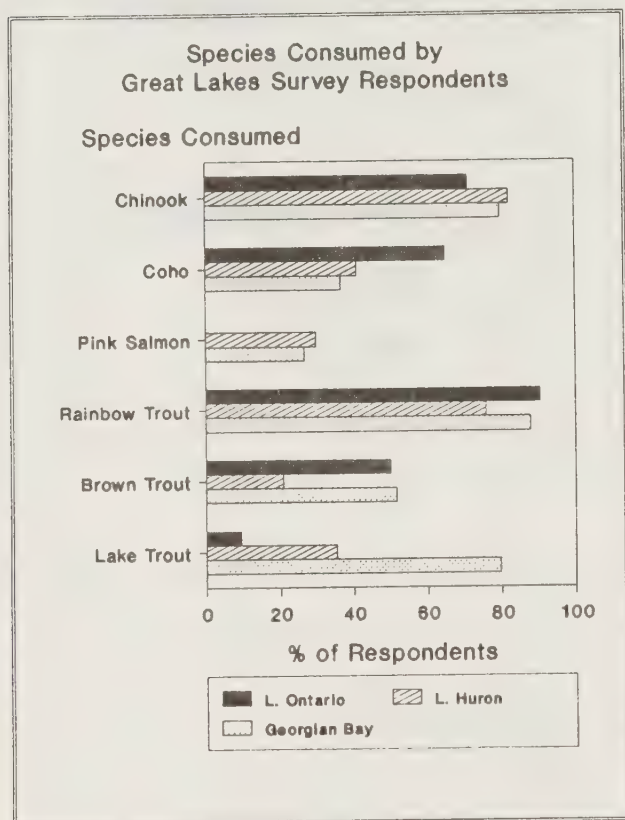 Species Consumed by
Great Lakes Survey Respondents
Species Consumed
Chinook
Coho
Pink Salmon
Rainbow Trout
Brown Trout
Lake Trout
0 20 40 60 80 100
% of Respondents
L. Ontario L. Huron
Georgian Bay